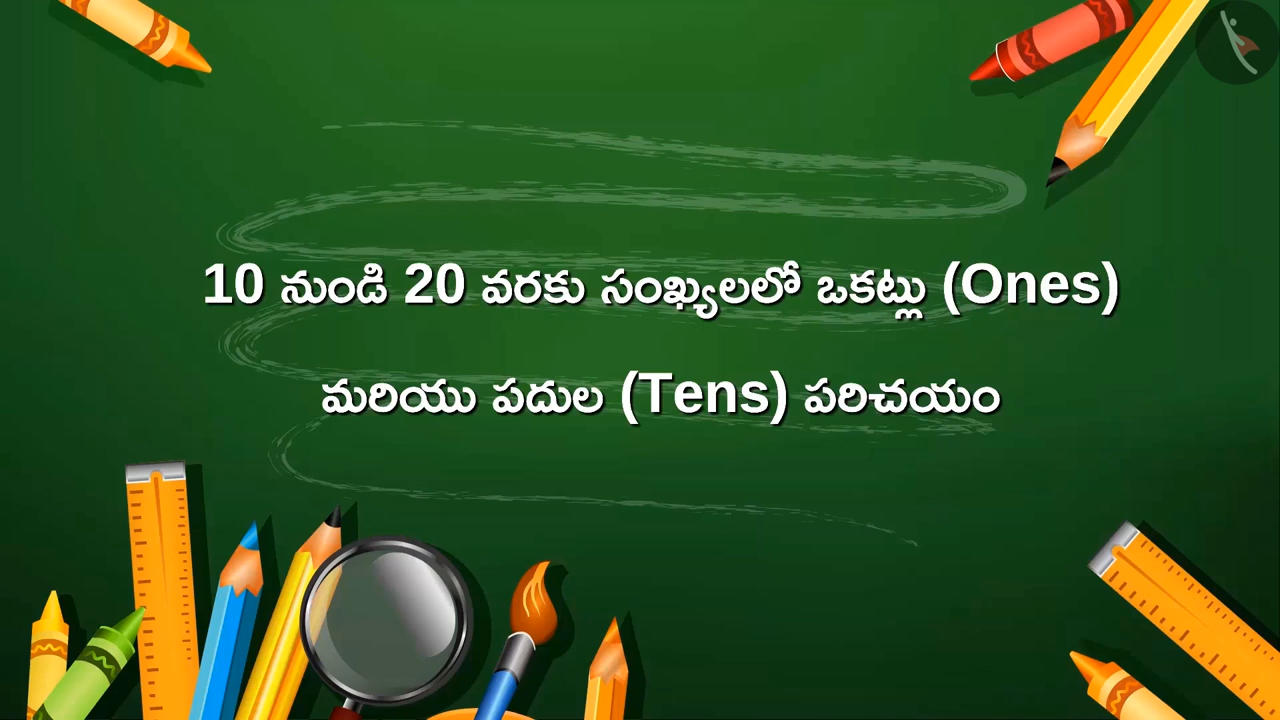 10 నుండి 20 వరకు సంఖ్యలలో ఒకట్లు (Ones)
మరియు పదుల (Tens) పరిచయం